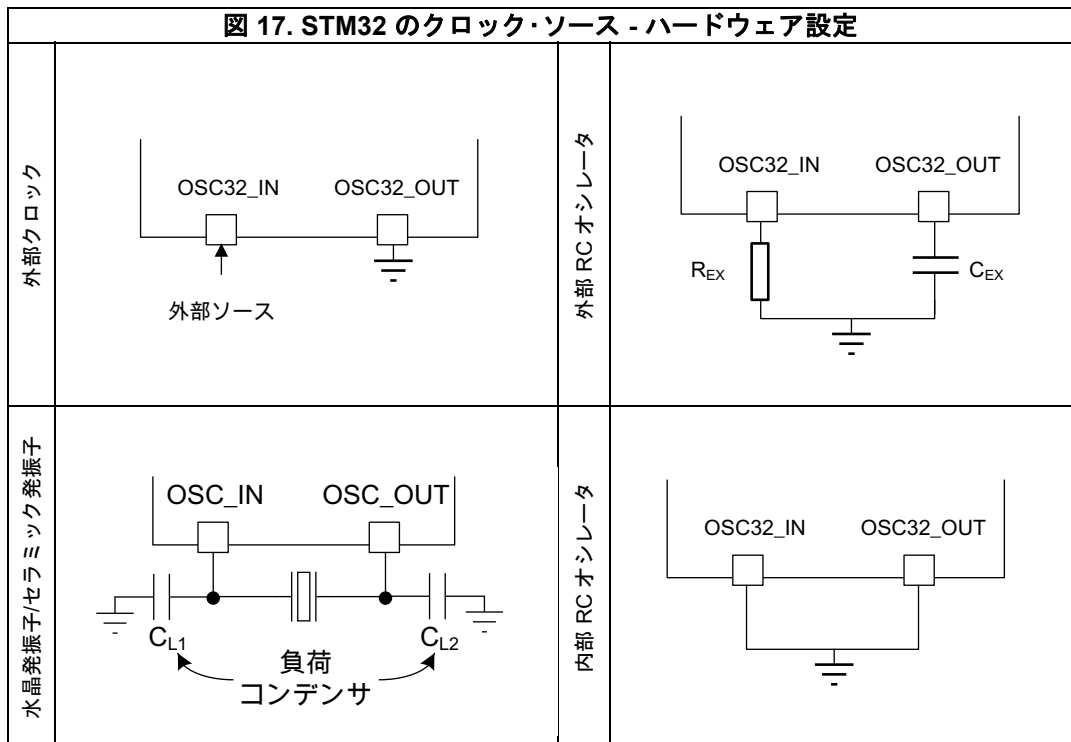 図 17. STM32 のクロック･ソース - ハードウェア設定
外部クロック
OSC32_IN
OSC32_OUT
外部ソース
外部 RC オシレータ
OSC32_IN
OSC32_OUT
REX
CEX
水晶発振子/セラミック発振子
OSC_IN
OSC_OUT
CL1
CL2
負荷
コンデンサ
内部 RC オシレータ
OSC32_IN
OSC32_OUT